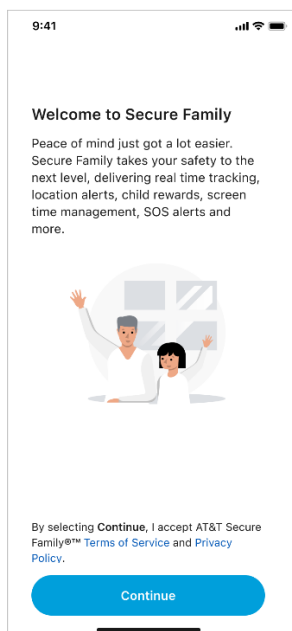 9:41
Welcome to Secure Family
Peace of mind just got a lot easier.
Secure Family takes your safety to the
next level, delivering real time tracking,
location alerts, child rewards, screen
time management, SOS alerts and
more.
By selecting Continue, I accept AT&T Secure
Family®™ Terms of Service and Privacy
Policy.
Continue